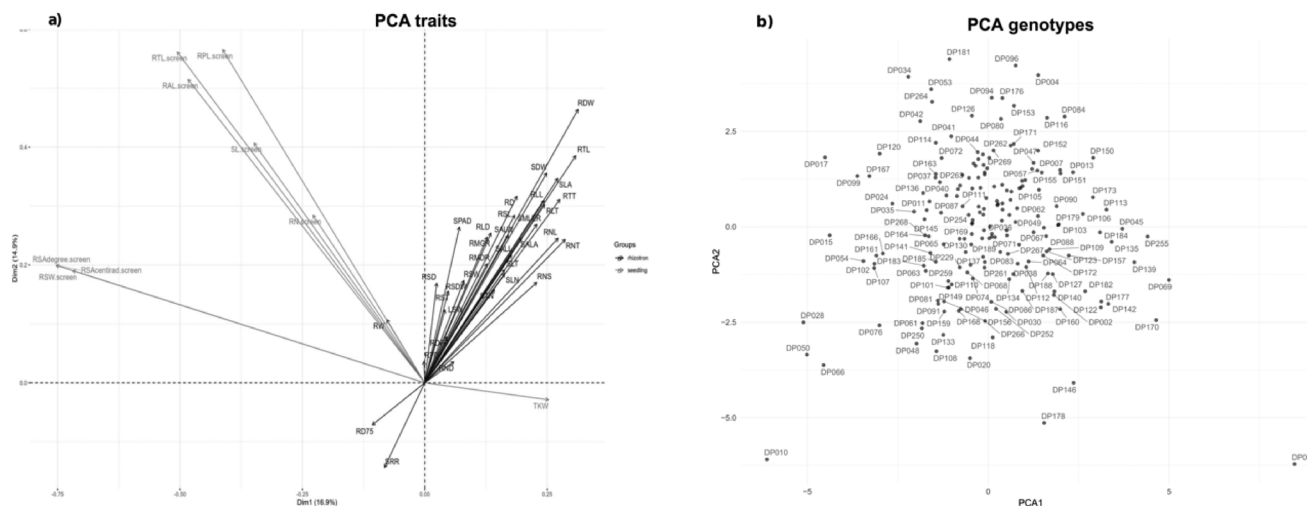 a)
PCA traits
RTL.screen
RPL.screen
RAL.screen
SL.screen
RN.screen
RSAdegree.screen
RSAcentirad.screen
RSW.screen
RW
RDW
RTL
SDW
SLA
RLL
RTT
RD
RLT
RSL
SPAD
RLD
SALA
RNL
RNT
RMDR
RSD
RNS
SLN
TKW
RD75
SRR
Groups
rhizotron
seedling
Dim2 (14.9%)
0.4
0.2
0.0
-0.75
-0.50
-0.25
0.00
0.25
Dim1 (16.9%)
b)
PCA genotypes
DP181
DP096
DP034
DP004
DP053
DP094
DP176
DP264
DP153
DP084
DP042
DP126
DP116
DP080
DP041
DP171
DP114
DP044
DP262
DP152
DP120
DP072
DP047
DP150
DP017
DP163
DP269
DP007
DP013
DP099
DP037
DP057
DP155
DP151
DP136
DP040
DP105
DP173
DP024
DP011
DP087
DP111
DP090
DP113
DP035
DP062
DP106
DP268
DP254
DP049
DP179
DP045
DP145
DP103
DP184
DP015
DP166
DP164
DP169
DP067
DP255
DP161
DP065
DP130
DP071
DP088
DP135
DP141
DP267
DP109
DP054
DP183
DP185
DP229
DP137
DP083
DP064
DP123
DP157
DP102
DP063
DP259
DP261
DP038
DP172
DP139
DP107
DP101
DP110
DP068
DP188
DP127
DP182
DP069
DP149
DP074
DP134
DP112
DP140
DP177
DP081
DP091
DP046
DP086
DP187
DP122
DP142
DP028
DP061
DP159
DP168
DP156
DP030
DP160
DP002
DP170
DP076
DP250
DP133
DP266
DP252
DP050
DP048
DP108
DP118
DP066
DP020
DP146
DP178
DP010
PCA2
2.5
0.0
−2.5
−5.0
−5
0
5
PCA1